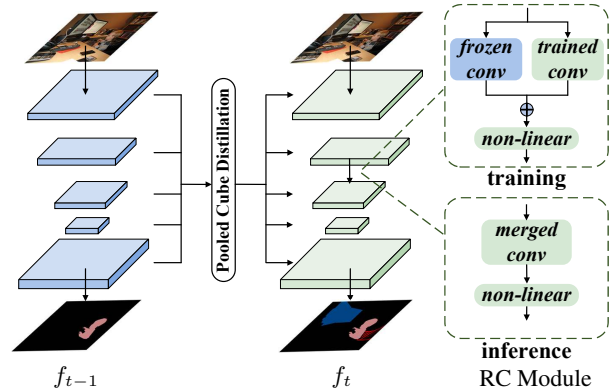 frozen
conv
trained
conv
non-linear
training
Pooled Cube Distillation
merged
conv
non-linear
inference
f_{t-1}
f_t
RC Module